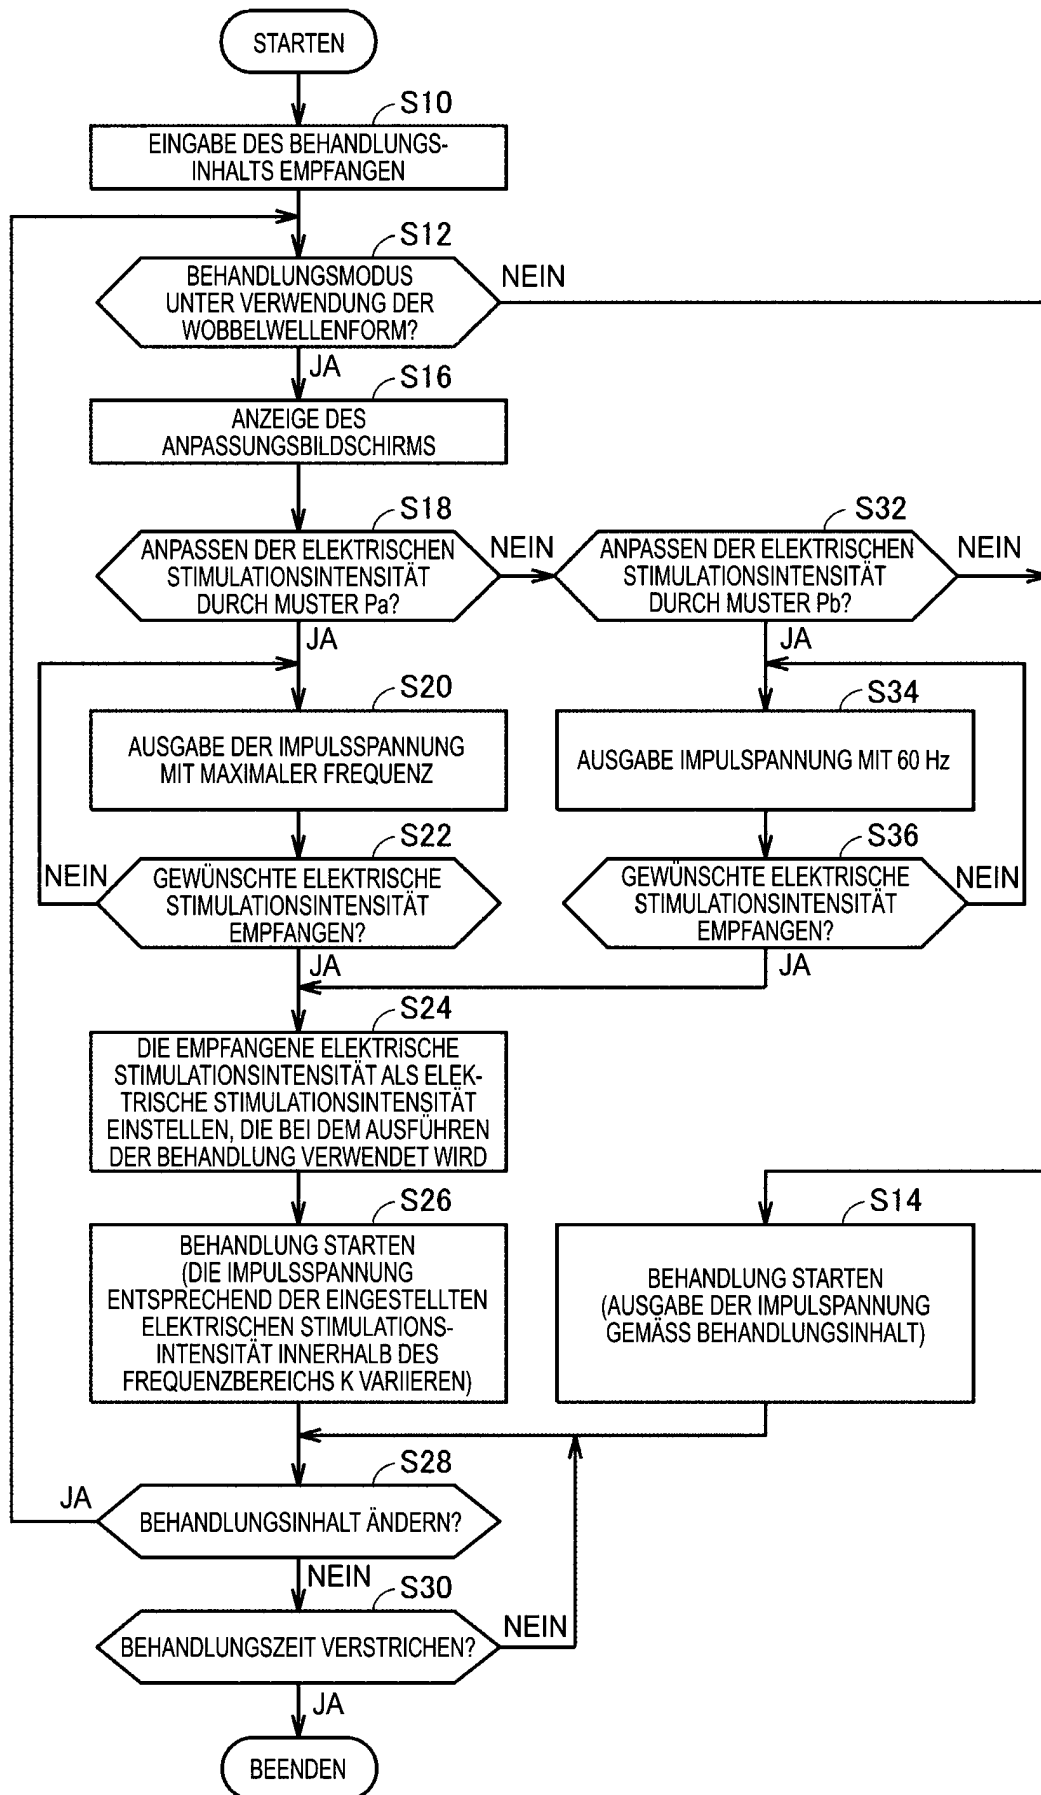 STARTEN
S10
EINGABE DES BEHANDLUNGS-
INHALTS EMPFANGEN
S12
BEHANDLUNGSMODUS
UNTER VERWENDUNG DER
WOBBELWELLENFORM?
NEIN
JA
S16
ANZEIGE DES
ANPASSUNGSBILDSCHIRMS
S18
ANPASSEN DER ELEKTRISCHEN
STIMULATIONSINTENSITÄT
DURCH MUSTER Pa?
NEIN
JA
S32
ANPASSEN DER ELEKTRISCHEN
STIMULATIONSINTENSITÄT
DURCH MUSTER Pb?
NEIN
JA
S20
AUSGABE DER IMPULSSPANNUNG
MIT MAXIMALER FREQUENZ
S34
AUSGABE IMPULSPANNUNG MIT 60 Hz
S22
NEIN
GEWÜNSCHTE ELEKTRISCHE
STIMULATIONSINTENSITÄT
EMPFANGEN?
JA
S36
GEWÜNSCHTE ELEKTRISCHE
STIMULATIONSINTENSITÄT
EMPFANGEN?
NEIN
JA
S24
DIE EMPFANGENE ELEKTRISCHE
STIMULATIONSINTENSITÄT ALS ELEK-
TRISCHE STIMULATIONSINTENSITÄT
EINSTELLEN, DIE BEI DEM AUSFÜHREN
DER BEHANDLUNG VERWENDET WIRD
S26
BEHANDLUNG STARTEN
(DIE IMPULSSPANNUNG
ENTSPRECHEND DER EINGESTELLTEN
ELEKTRISCHEN STIMULATIONS-
INTENSITÄT INNERHALB DES
FREQUENZBEREICHS K VARIIEREN)
S14
BEHANDLUNG STARTEN
(AUSGABE DER IMPULSPANNUNG
GEMÄSS BEHANDLUNGSINHALT)
S28
JA
BEHANDLUNGSINHALT ÄNDERN?
NEIN
S30
BEHANDLUNGSZEIT VERSTRICHEN?
NEIN
JA
BEENDEN